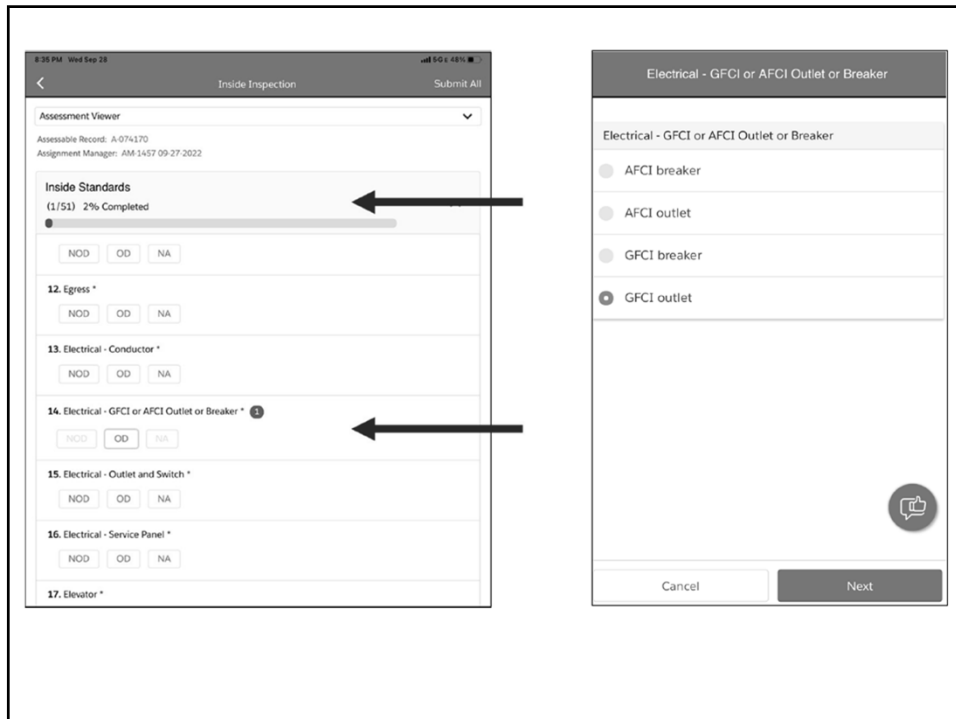 8:35 PM Wed Sep 28
5G E 48%
Inside Inspection
Submit All
Assessment Viewer
Assessable Record: A-074170
Assignment Manager: AM-1457 09-27-2022
Inside Standards
(1/51) 2% Completed
NOD OD NA
12. Egress *
NOD OD NA
13. Electrical - Conductor *
NOD OD NA
14. Electrical - GFCI or AFCI Outlet or Breaker * 1
NOD OD NA
15. Electrical - Outlet and Switch *
NOD OD NA
16. Electrical - Service Panel *
NOD OD NA
17. Elevator *
Electrical - GFCI or AFCI Outlet or Breaker
Electrical - GFCI or AFCI Outlet or Breaker
AFCI breaker
AFCI outlet
GFCI breaker
GFCI outlet
Cancel
Next